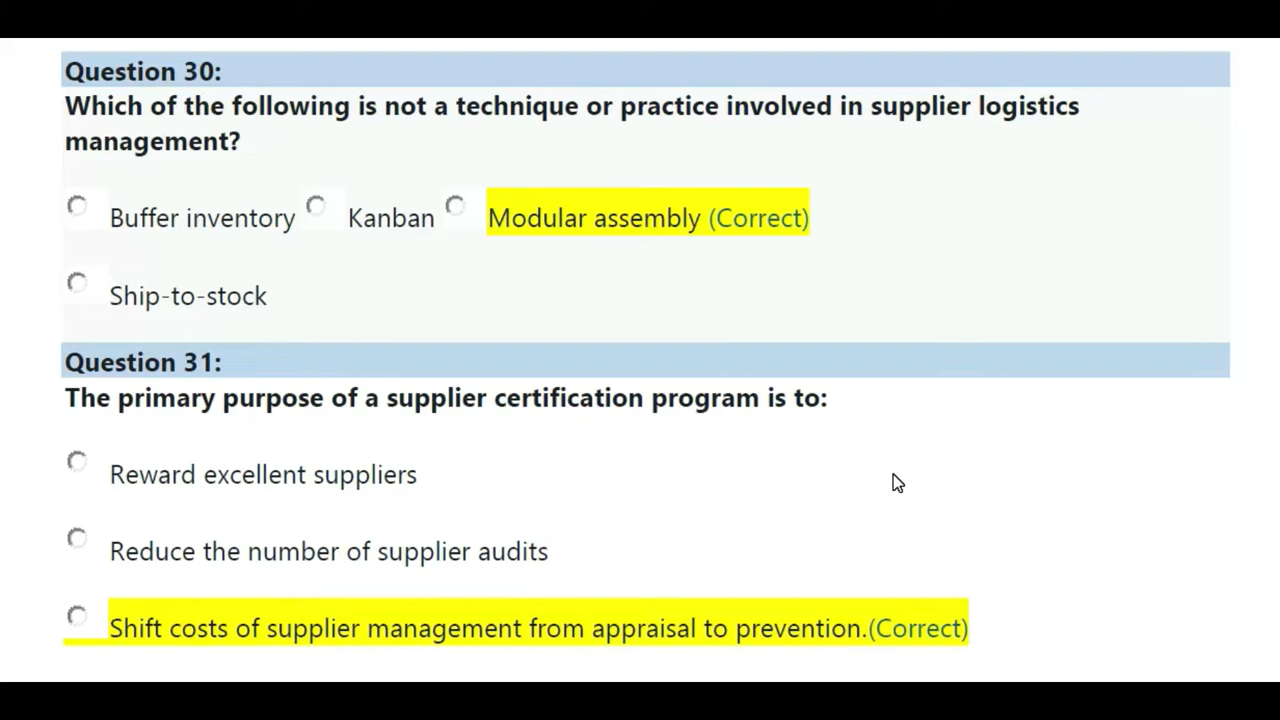 Question 30:
Which of the following is not a technique or practice involved in supplier logistics
management?
Buffer inventory Kanban Modular assembly (Correct)
Ship-to-stock
Question 31:
The primary purpose of a supplier certification program is to:
Reward excellent suppliers
Reduce the number of supplier audits
Shift costs of supplier management from appraisal to prevention.(Correct)